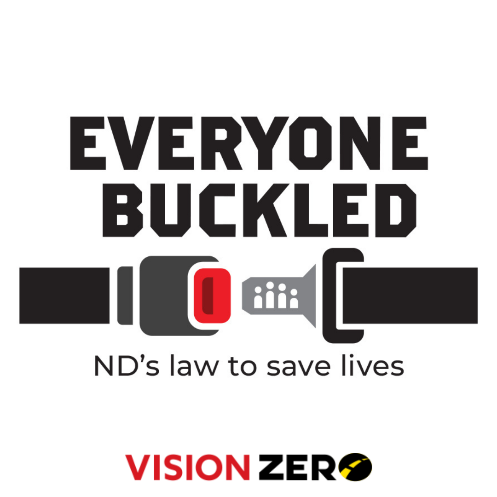 EVERYONE
BUCKLED
ND's law to save lives
VISION ZERO